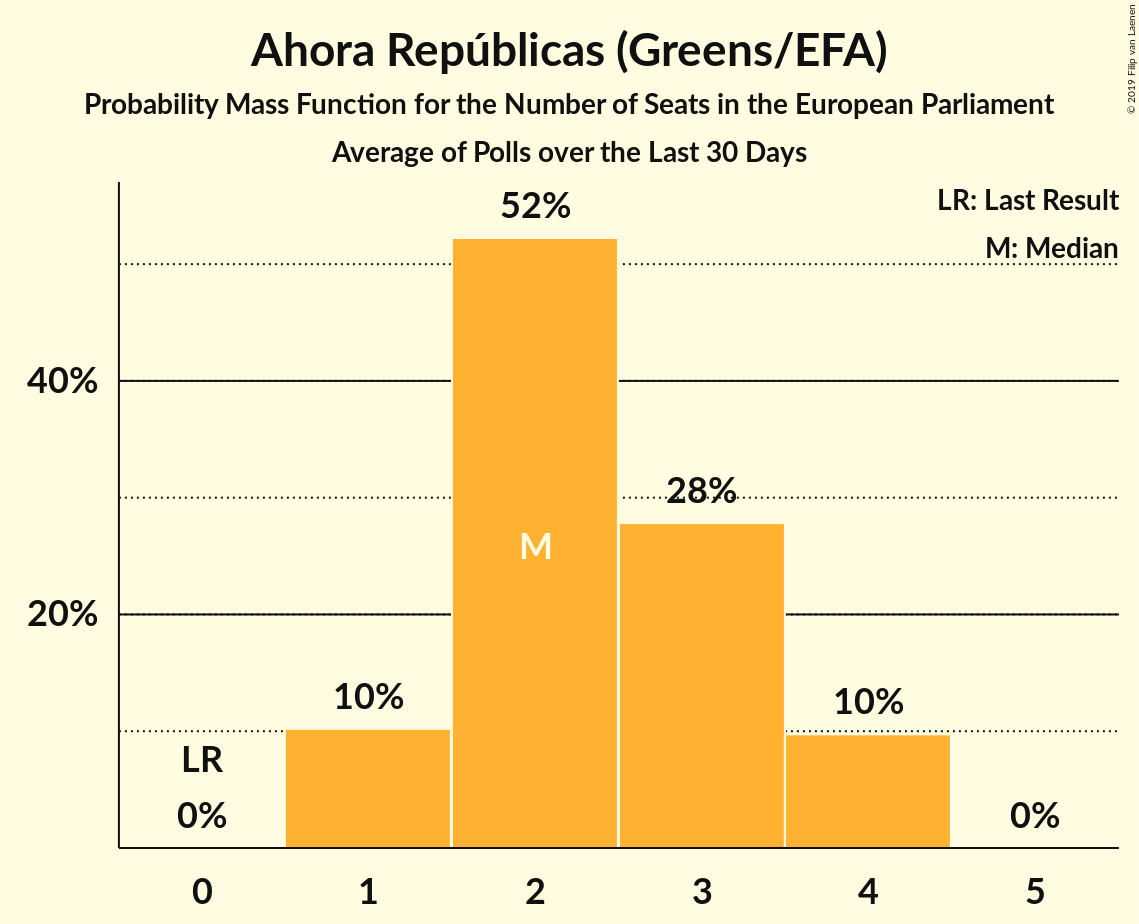 Ahora Repúblicas (Greens/EFA)
Probability Mass Function for the Number of Seats in the European Parliament
Average of Polls over the Last 30 Days
© 2019 Filip van Laenen
LR: Last Result
M: Median
52%
40%
28%
M
20%
10%
10%
LR
0%
0%
0 1 2 3 4 5